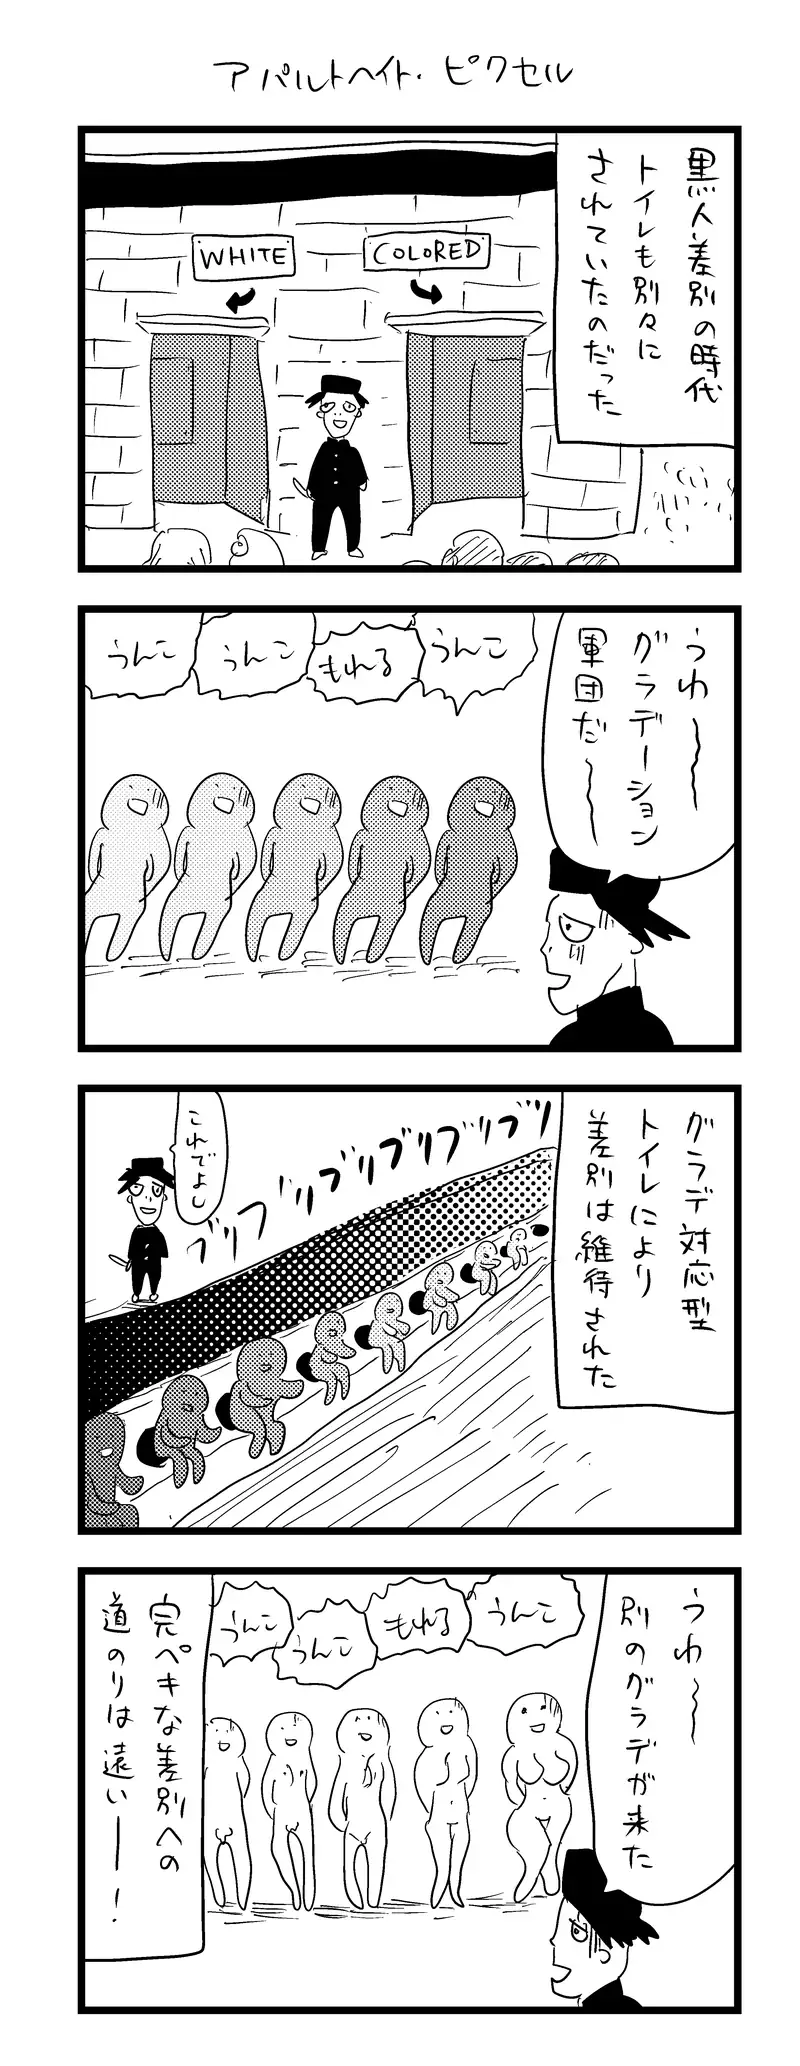 アパルトヘイト・ピクセル
黒人差別の時代
トイレも別々に
されていたのだった
WHITE
COLORED
うわ〜〜
グラデーション
軍団だ〜〜
うんこ
もれる
うんこ
うんこ
グラデ対応型
トイレにより
差別は維待された
ブリブリブリブリブリブリ
これでよし
うわ〜〜
別のグラデが来た
うんこ
もれる
うんこ
うんこ
完ペキな差別への
道のりは遠いーー!